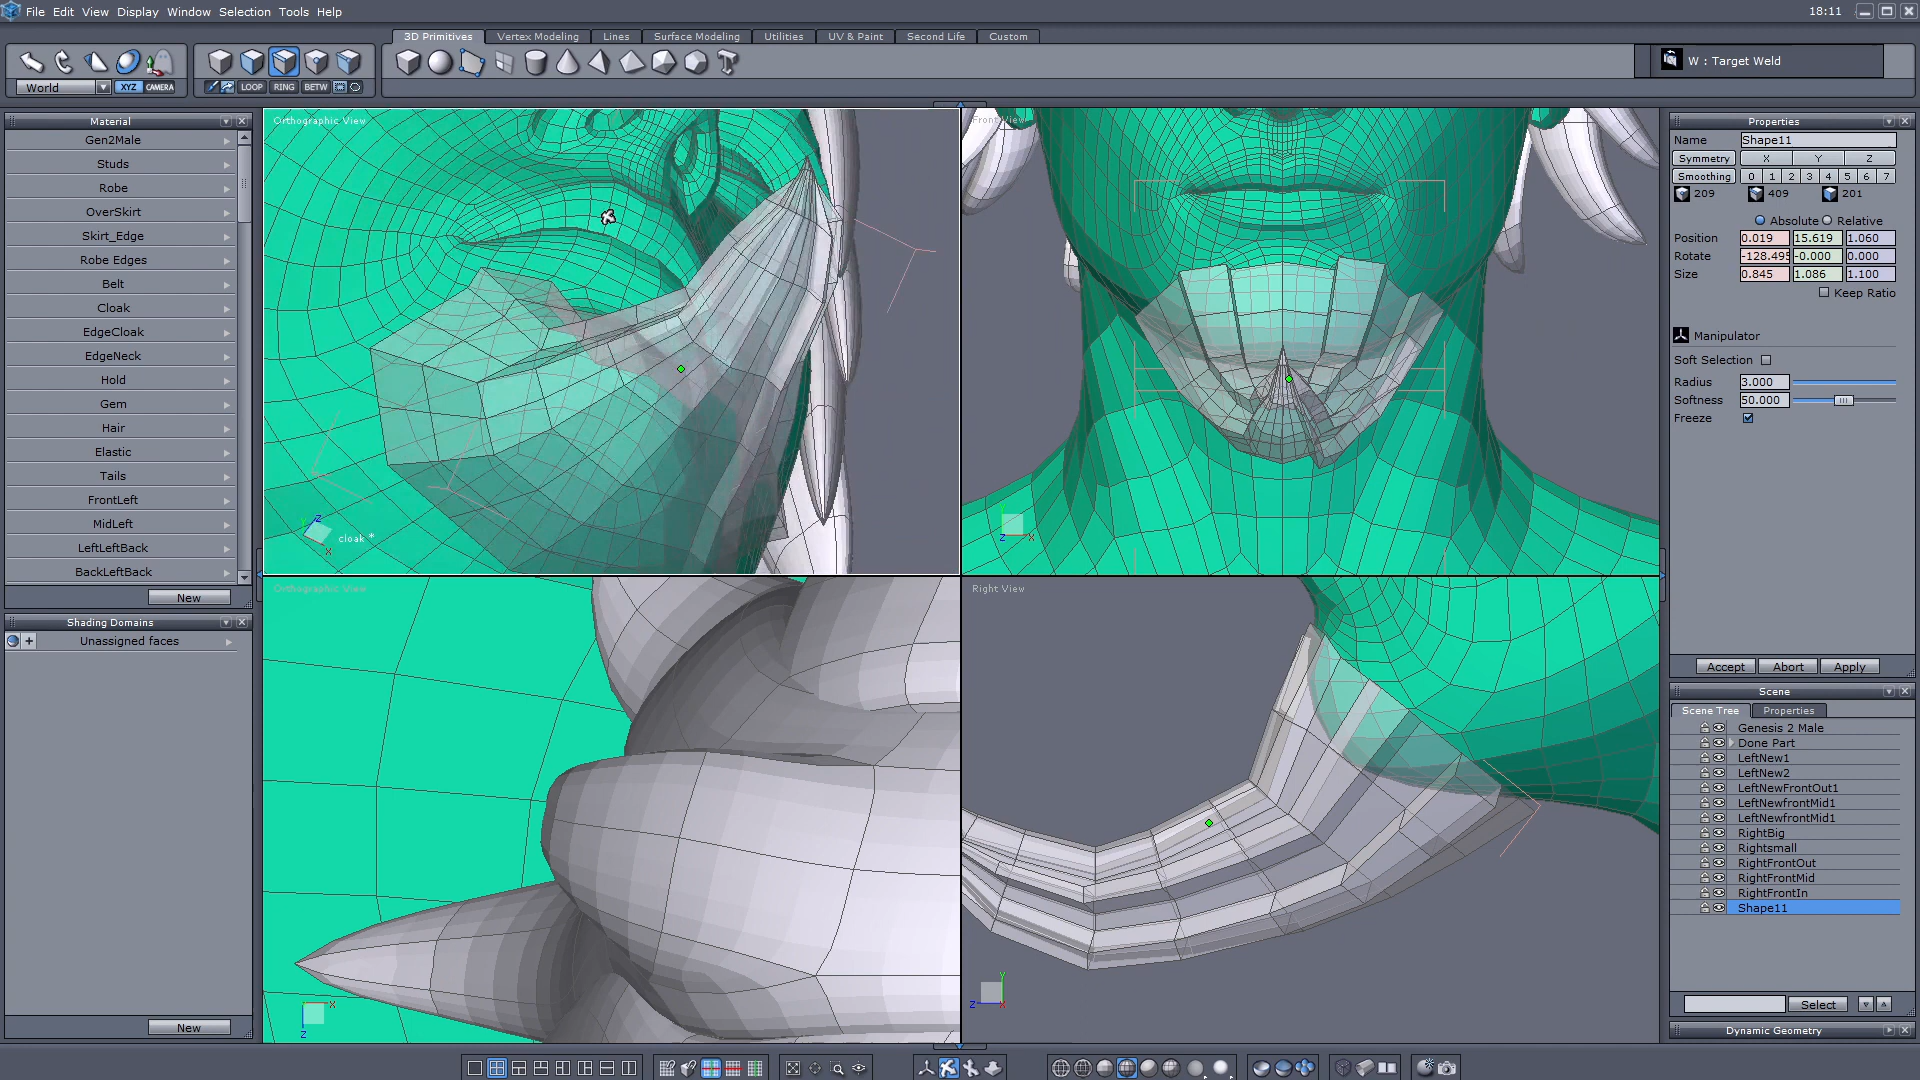 File Edit View Display Window Selection Tools Help
18:11
3D Primitives Vertex Modeling Lines Surface Modeling Utilities UV & Paint Second Life Custom
W : Target Weld
World XYZ CAMERA LOOP RING BETW
Material
Gen2Male
Studs
Robe
OverSkirt
Skirt_Edge
Robe Edges
Belt
Cloak
EdgeCloak
EdgeNeck
Hold
Gem
Hair
Elastic
Tails
FrontLeft
MidLeft
LeftLeftBack
BackLeftBack
New
Shading Domains
Unassigned faces
New
Orthographic View
cloak *
Z
X
Front View
Y
Z X
Orthographic View
X
Z
Right View
Y
Z X
Properties
Name Shape11
Symmetry X Y Z
Smoothing 0 1 2 3 4 5 6 7
209 409 201
Absolute Relative
Position 0.019 15.619 1.060
Rotate -128.495 -0.000 0.000
Size 0.845 1.086 1.100
Keep Ratio
Manipulator
Soft Selection
Radius 3.000
Softness 50.000
Freeze
Accept Abort Apply
Scene
Scene Tree Properties
Genesis 2 Male
Done Part
LeftNew1
LeftNew2
LeftNewFrontOut1
LeftNewfrontMid1
LeftNewfrontMid1
RightBig
Rightsmall
RightFrontOut
RightFrontMid
RightFrontIn
Shape11
Select
Dynamic Geometry